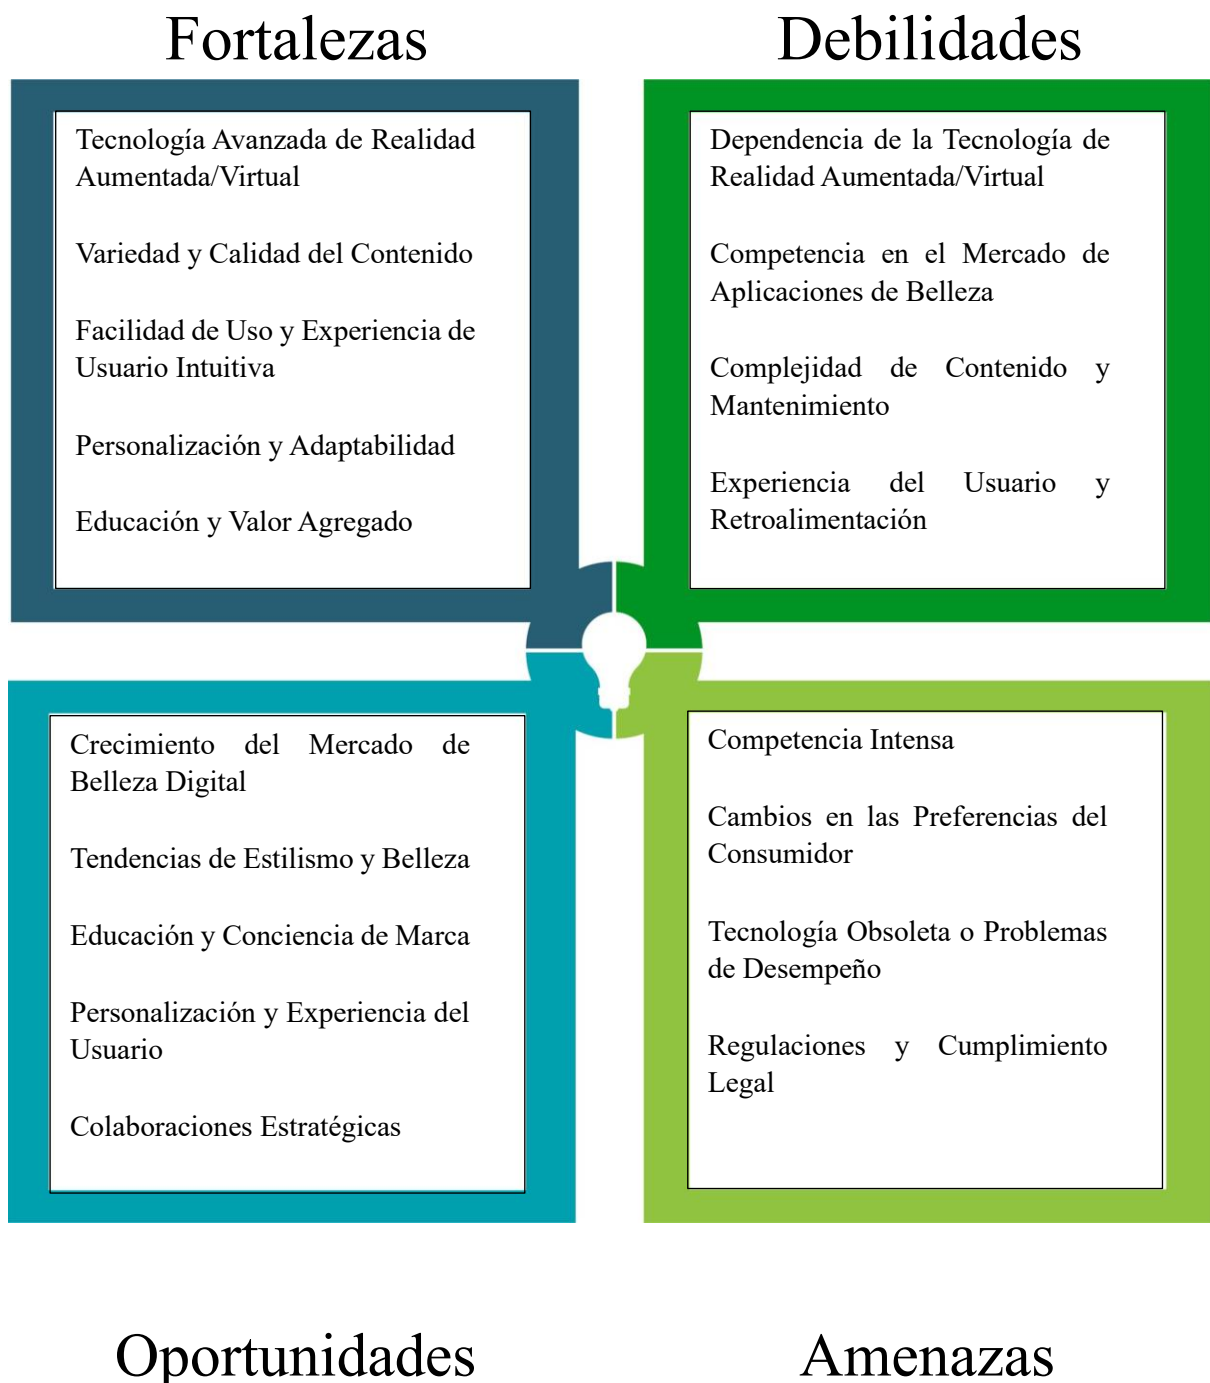 Fortalezas
Tecnología Avanzada de Realidad
Aumentada/Virtual
Variedad y Calidad del Contenido
Facilidad de Uso y Experiencia de
Usuario Intuitiva
Personalización y Adaptabilidad
Educación y Valor Agregado
Debilidades
Dependencia de la Tecnología de
Realidad Aumentada/Virtual
Competencia en el Mercado de
Aplicaciones de Belleza
Complejidad de Contenido y
Mantenimiento
Experiencia del Usuario y
Retroalimentación
Crecimiento del Mercado de
Belleza Digital
Tendencias de Estilismo y Belleza
Educación y Conciencia de Marca
Personalización y Experiencia del
Usuario
Colaboraciones Estratégicas
Oportunidades
Competencia Intensa
Cambios en las Preferencias del
Consumidor
Tecnología Obsoleta o Problemas
de Desempeño
Regulaciones y Cumplimiento
Legal
Amenazas